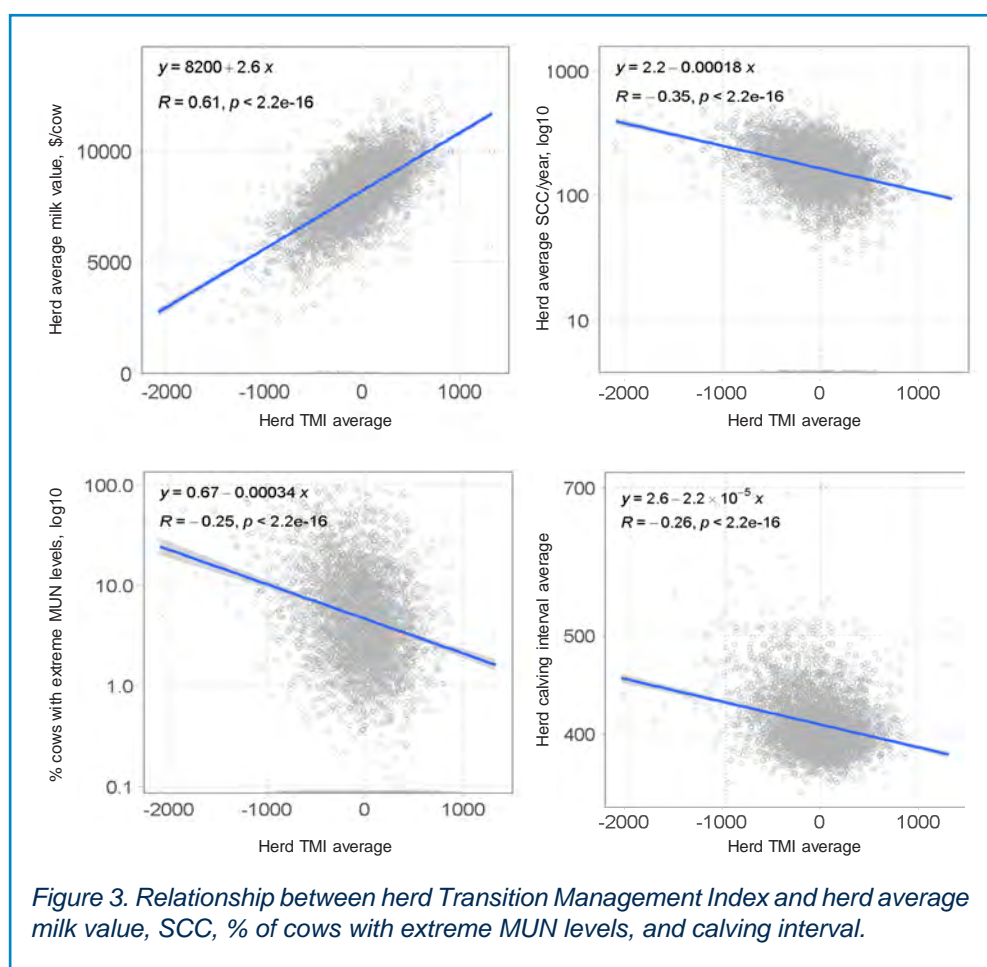 y = 8200 + 2.6 x
R = 0.61, p < 2.2e-16
Herd average milk value, $/cow
10000
5000
0
-2000 -1000 0 1000
Herd TMI average
y = 2.2 − 0.00018 x
R = −0.35, p < 2.2e-16
Herd average SCC/year, log10
1000
100
10
-2000 -1000 0 1000
Herd TMI average
y = 0.67 − 0.00034 x
R = −0.25, p < 2.2e-16
% cows with extreme MUN levels, log10
100.0
10.0
1.0
0.1
-2000 -1000 0 1000
Herd TMI average
y = 2.6 − 2.2 × 10⁻⁵ x
R = −0.26, p < 2.2e-16
Herd calving interval average
700
500
400
-2000 -1000 0 1000
Herd TMI average
Figure 3. Relationship between herd Transition Management Index and herd average
milk value, SCC, % of cows with extreme MUN levels, and calving interval.